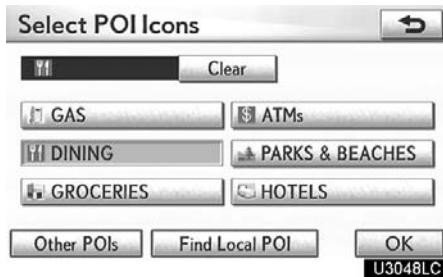 Select POI Icons
Clear
GAS
ATMs
DINING
PARKS & BEACHES
GROCERIES
HOTELS
Other POIs
Find Local POI
OK
U3048LC